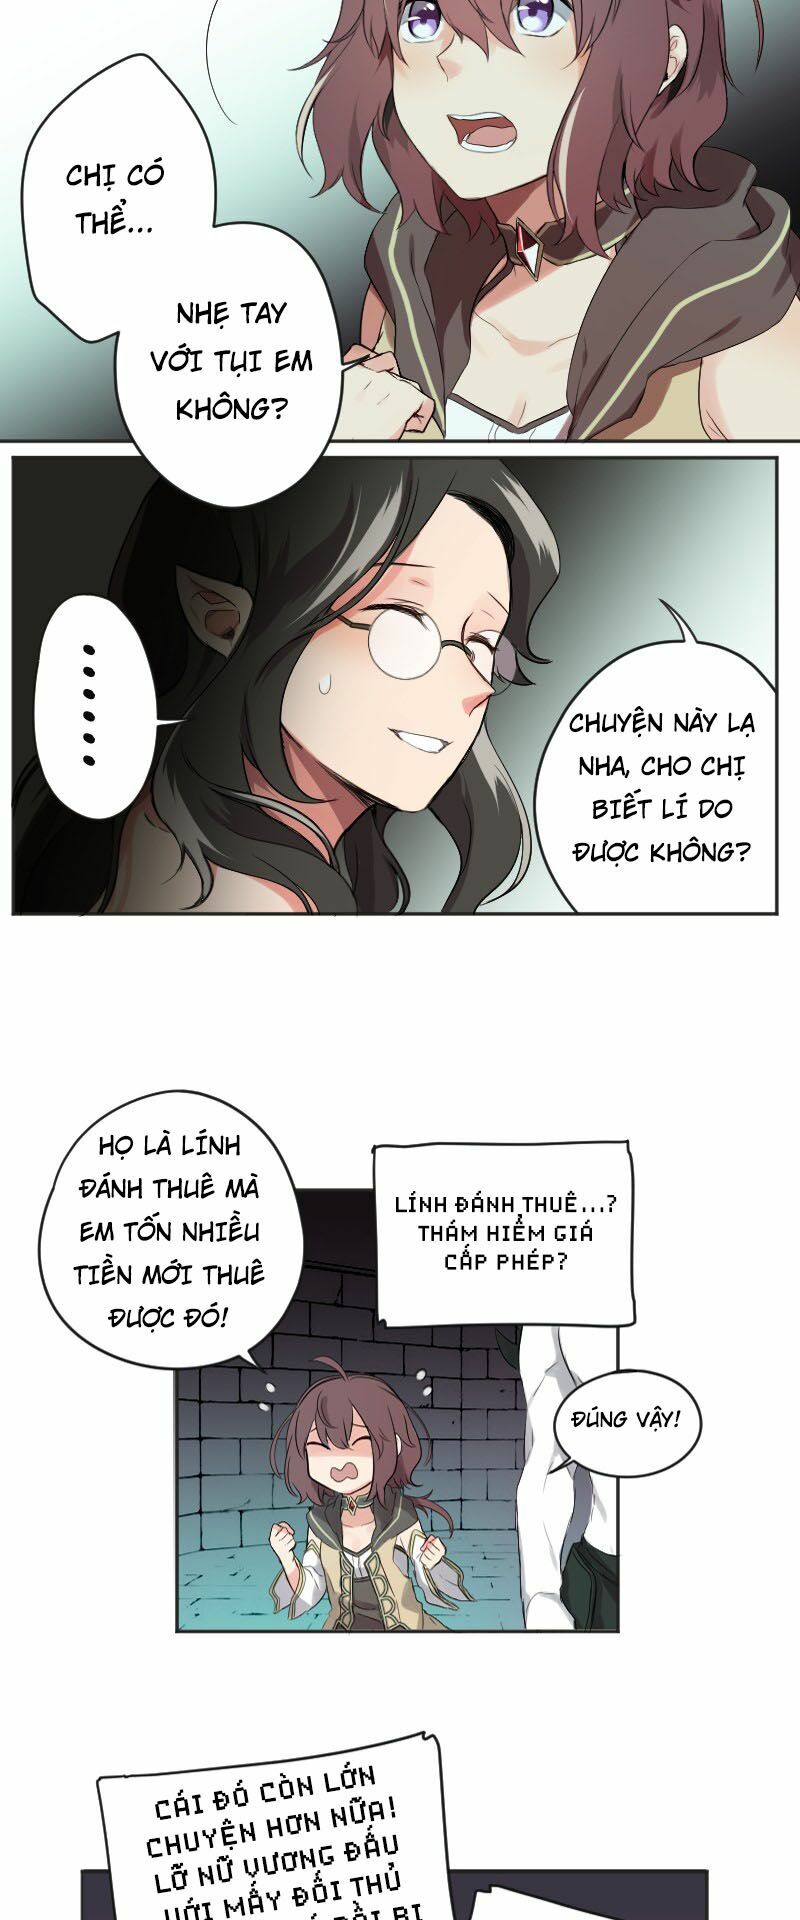 CHỊ CÓ
THỂ...
NHẸ TAY
VỚI TỤI EM
KHÔNG?
......
CHUYỆN NÀY LẠ
NHA, CHO CHỊ
BIẾT LÍ DO
ĐƯỢC KHÔNG?
HỌ LÀ LÍNH
ĐÁNH THUÊ MÀ
EM TỐN NHIỀU
TIỀN MỚI THUÊ
ĐƯỢC ĐÓ!
LÍNH ĐÁNH THUÊ...?
THÁM HIỂM GIẢ
CẤP PHÉP?
ĐÚNG VẬY!
CÁI ĐÓ CÒN LỚN
CHUYỆN HƠN NỮA!
LỠ NỮ VƯƠNG ĐẤU
VỚI MẤY ĐỐI THỦ